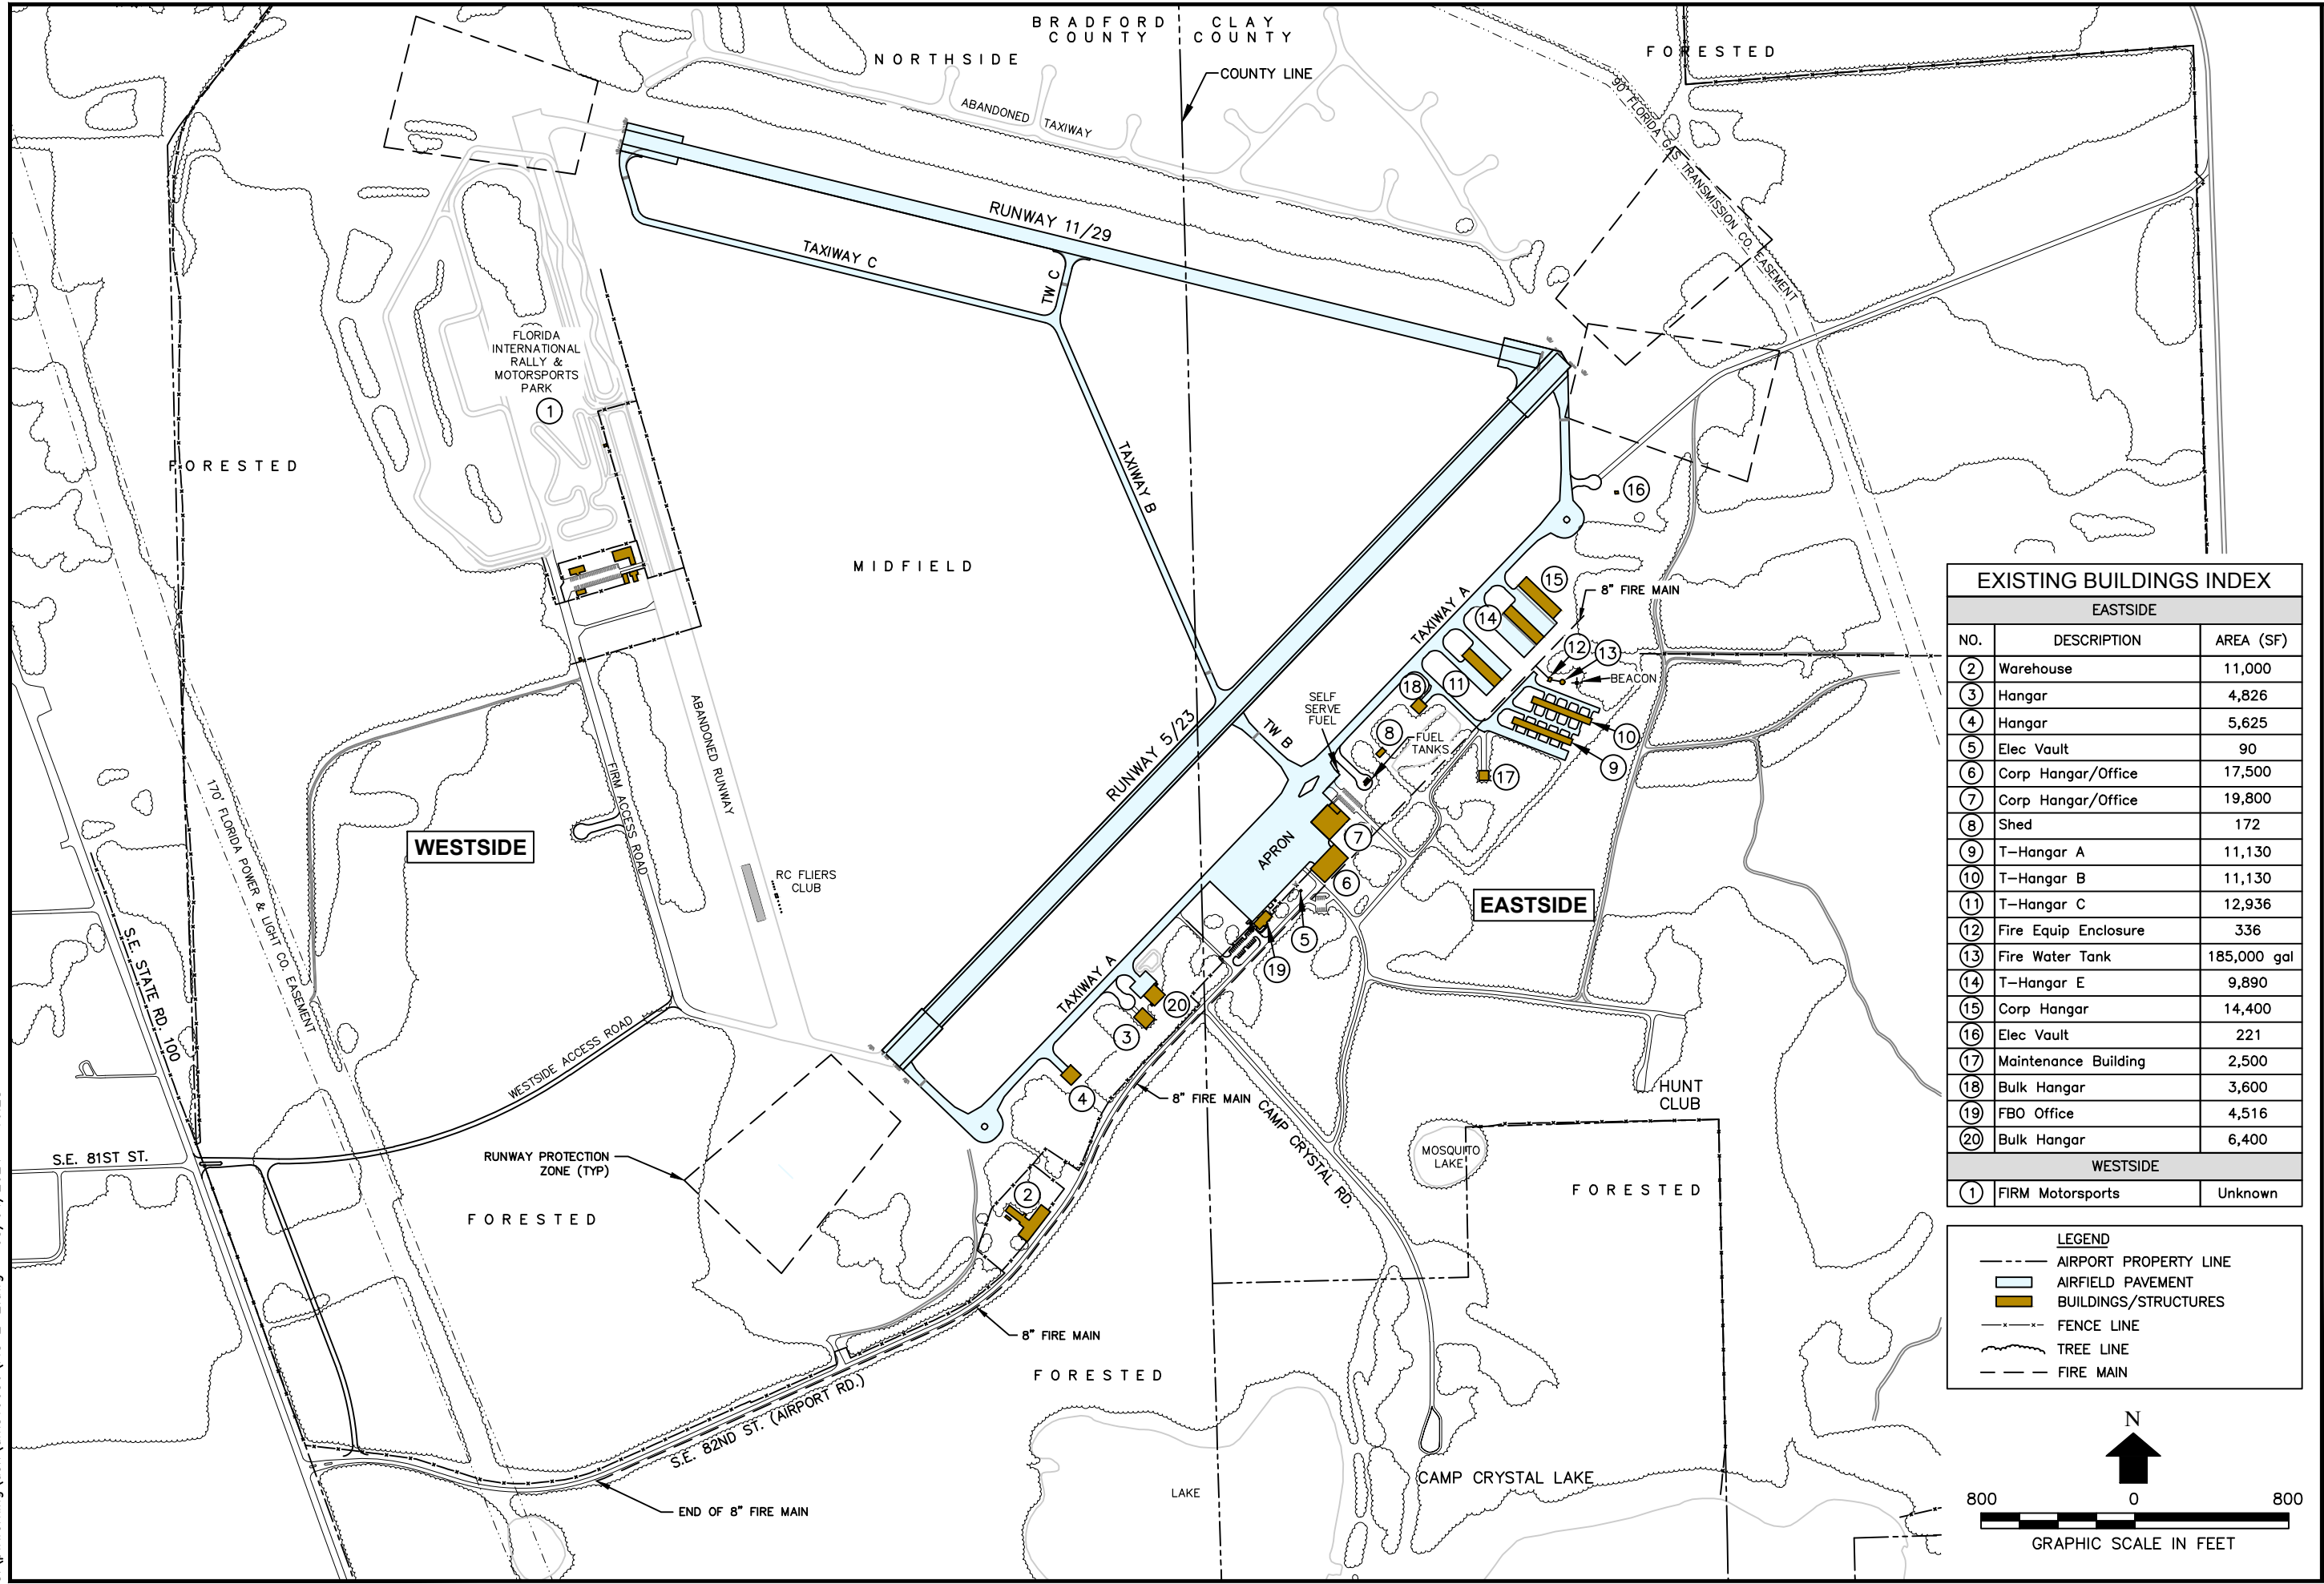 BRADFORD COUNTY
CLAY COUNTY
NORTHSIDE
COUNTY LINE
FORESTED
ABANDONED TAXIWAY
90' FLORIDA GAS TRANSMISSION CO. EASEMENT
RUNWAY 11/29
TAXIWAY C
TW C
FLORIDA
INTERNATIONAL
RALLY &
MOTORSPORTS
PARK
1
FORESTED
TAXIWAY B
MIDFIELD
16
15
8" FIRE MAIN
14
TAXIWAY A
12
13
BEACON
11
18
SELF
SERVE
FUEL
8
FUEL
TANKS
10
9
17
RUNWAY 5/23
TW B
ABANDONED RUNWAY
FIRM ACCESS ROAD
170' FLORIDA POWER & LIGHT CO. EASEMENT
WESTSIDE
RC FLIERS
CLUB
APRON
7
6
EASTSIDE
5
19
S.E. STATE RD. 100
TAXIWAY A
20
3
4
WESTSIDE ACCESS ROAD
8" FIRE MAIN
CAMP CRYSTAL RD.
HUNT
CLUB
MOSQUITO
LAKE
S.E. 81ST ST.
RUNWAY PROTECTION
ZONE (TYP)
2
FORESTED
FORESTED
8" FIRE MAIN
FORESTED
S.E. 82ND ST. (AIRPORT RD.)
END OF 8" FIRE MAIN
LAKE
CAMP CRYSTAL LAKE
EXISTING BUILDINGS INDEX
EASTSIDE
NO. DESCRIPTION AREA (SF)
2 Warehouse 11,000
3 Hangar 4,826
4 Hangar 5,625
5 Elec Vault 90
6 Corp Hangar/Office 17,500
7 Corp Hangar/Office 19,800
8 Shed 172
9 T-Hangar A 11,130
10 T-Hangar B 11,130
11 T-Hangar C 12,936
12 Fire Equip Enclosure 336
13 Fire Water Tank 185,000 gal
14 T-Hangar E 9,890
15 Corp Hangar 14,400
16 Elec Vault 221
17 Maintenance Building 2,500
18 Bulk Hangar 3,600
19 FBO Office 4,516
20 Bulk Hangar 6,400
WESTSIDE
1 FIRM Motorsports Unknown
LEGEND
AIRPORT PROPERTY LINE
AIRFIELD PAVEMENT
BUILDINGS/STRUCTURES
FENCE LINE
TREE LINE
FIRE MAIN
N
800 0 800
GRAPHIC SCALE IN FEET